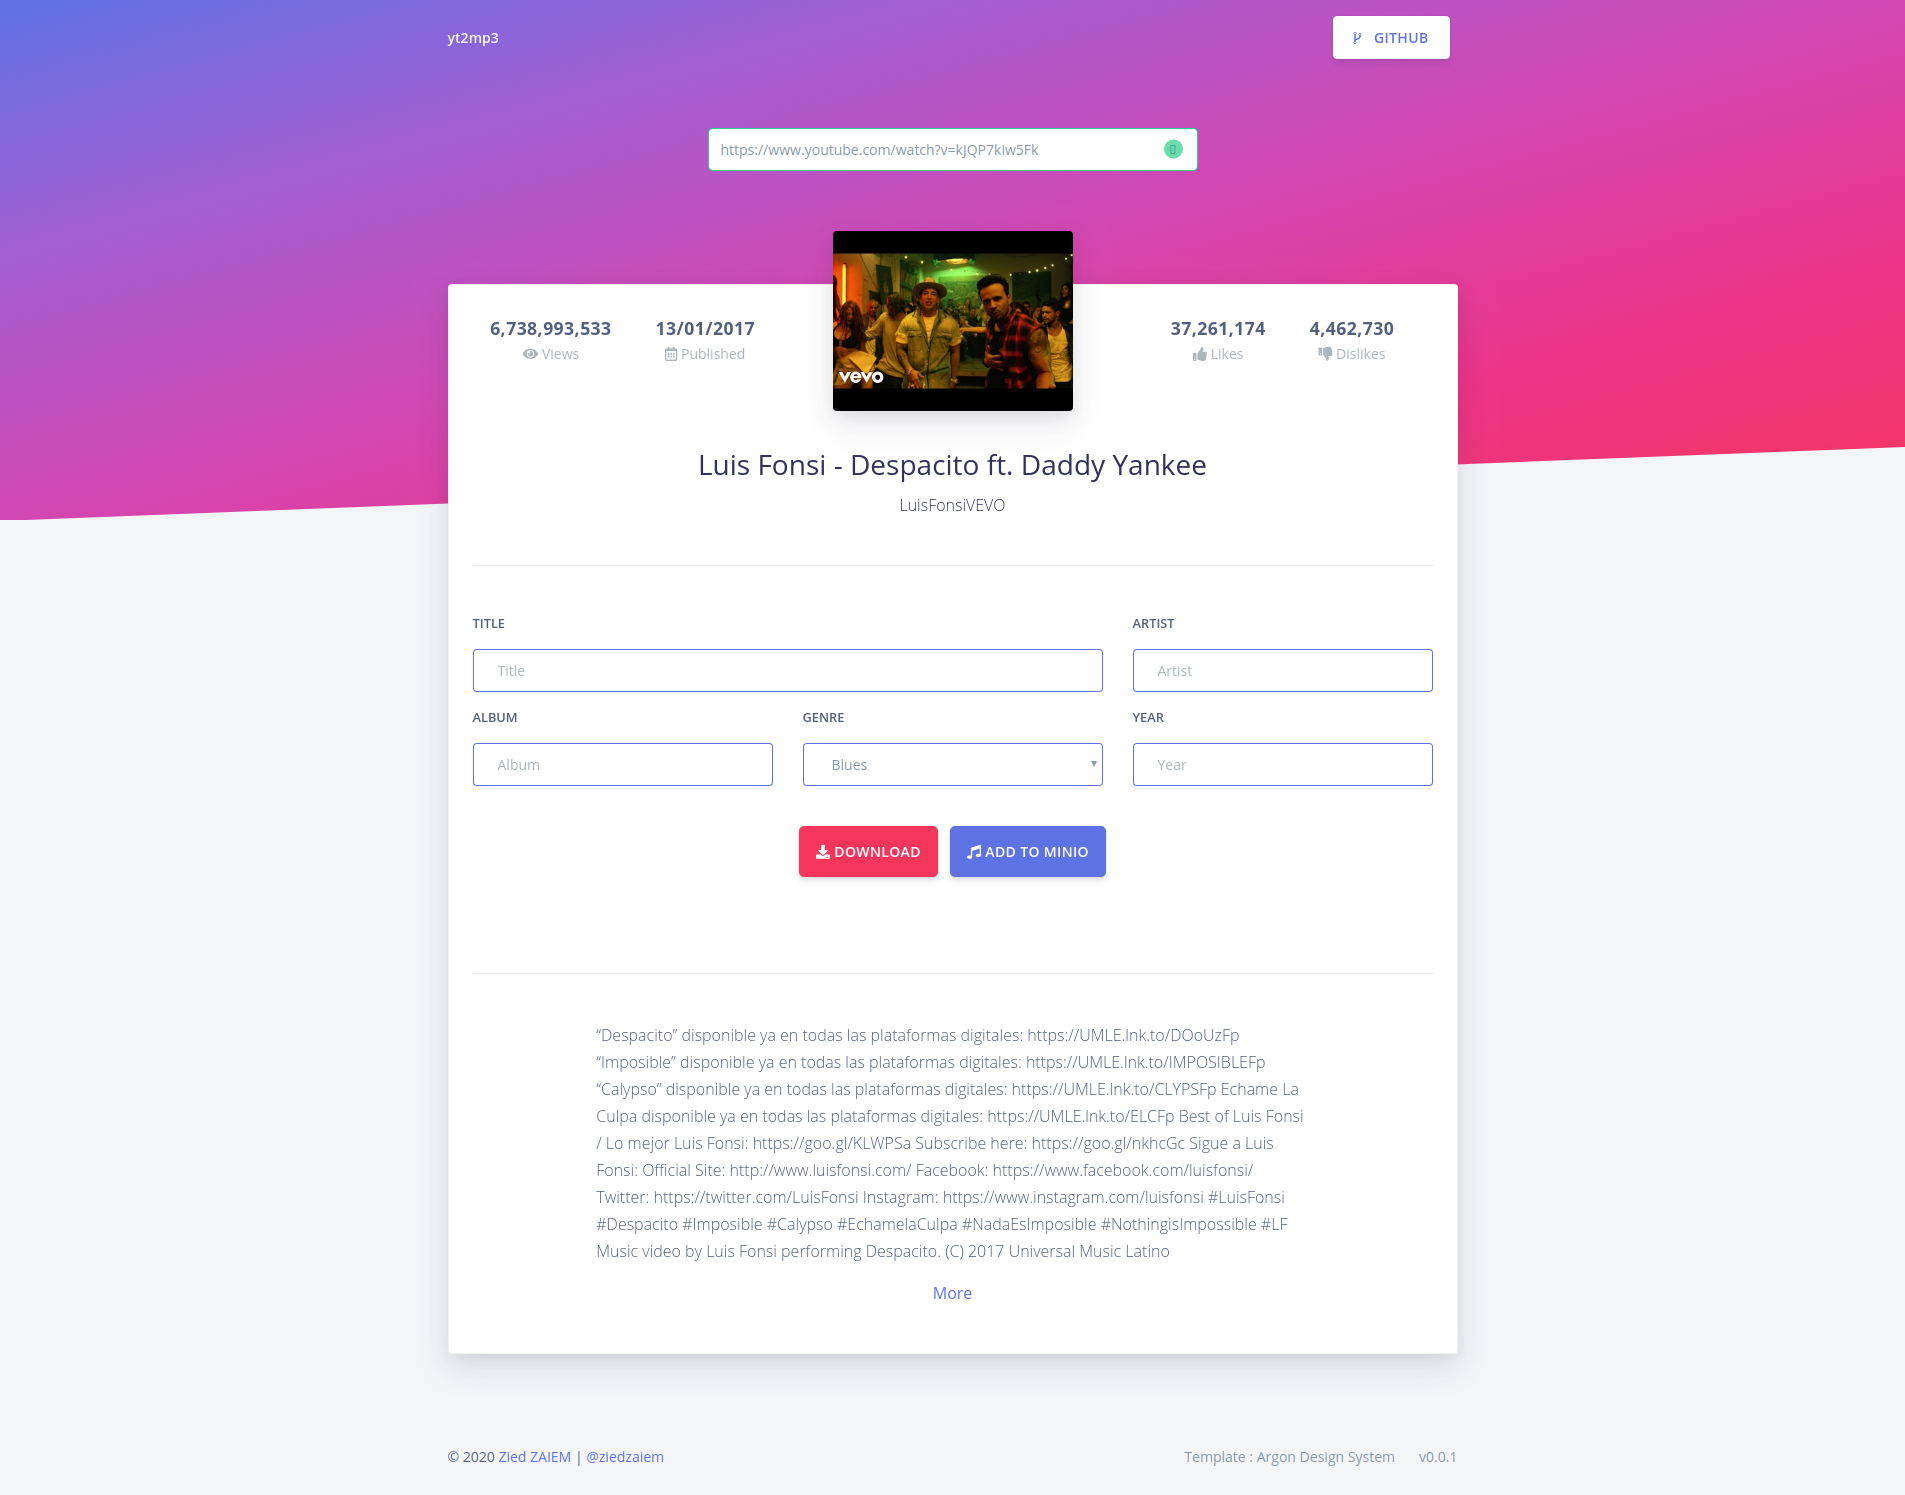 yt2mp3
GITHUB
https://www.youtube.com/watch?v=kJQP7kiw5Fk
6,738,993,533
Views
13/01/2017
Published
vevo
37,261,174
Likes
4,462,730
Dislikes
Luis Fonsi - Despacito ft. Daddy Yankee
LuisFonsiVEVO
TITLE
Title
ARTIST
Artist
ALBUM
Album
GENRE
Blues
YEAR
Year
DOWNLOAD
ADD TO MINIO
“Despacito” disponible ya en todas las plataformas digitales: https://UMLE.lnk.to/DOoUzFp
“Imposible” disponible ya en todas las plataformas digitales: https://UMLE.lnk.to/IMPOSIBLEFp
“Calypso” disponible ya en todas las plataformas digitales: https://UMLE.lnk.to/CLYPSFp Echame La
Culpa disponible ya en todas las plataformas digitales: https://UMLE.lnk.to/ELCFp Best of Luis Fonsi
/ Lo mejor Luis Fonsi: https://goo.gl/KLWPSa Subscribe here: https://goo.gl/nkhcGc Sigue a Luis
Fonsi: Official Site: http://www.luisfonsi.com/ Facebook: https://www.facebook.com/luisfonsi/
Twitter: https://twitter.com/LuisFonsi Instagram: https://www.instagram.com/luisfonsi #LuisFonsi
#Despacito #Imposible #Calypso #EchamelaCulpa #NadaEsImposible #NothingisImpossible #LF
Music video by Luis Fonsi performing Despacito. (C) 2017 Universal Music Latino
More
© 2020 Zied ZAIEM | @ziedzaiem
Template : Argon Design System
v0.0.1